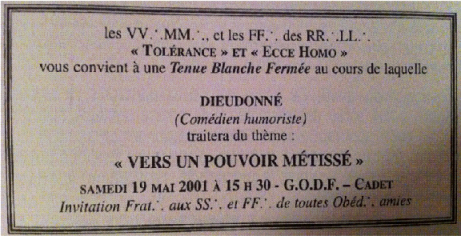 les VV∴MM∴, et les FF∴ des RR∴LL∴
« TOLÉRANCE » ET « ECCE HOMO »
vous convient à une Tenue Blanche Fermée au cours de laquelle
DIEUDONNÉ
(Comédien humoriste)
traitera du thème :
« VERS UN POUVOIR MÉTISSÉ »
SAMEDI 19 MAI 2001 À 15 H 30 - G.O.D.F. – CADET
Invitation Frat∴ aux SS∴ et FF∴ de toutes Obéd∴ amies